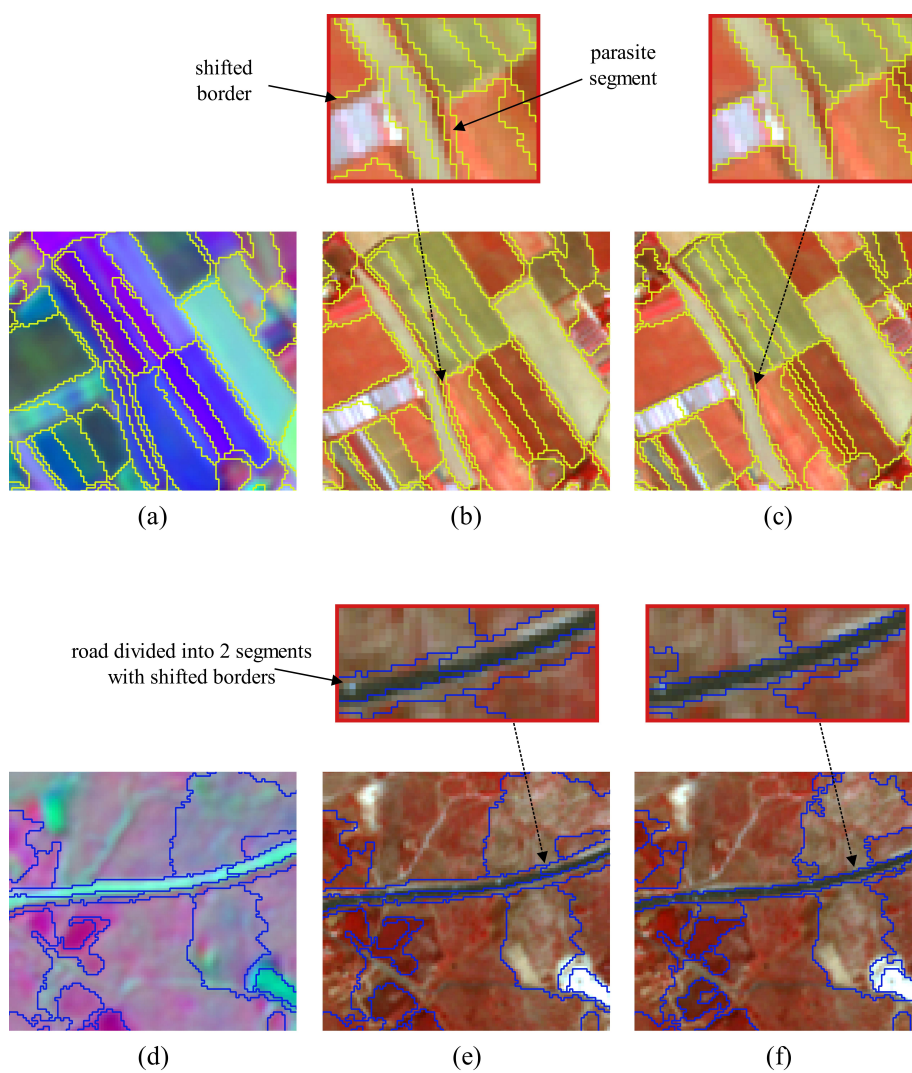 shifted
border
parasite
segment
(a)
(b)
(c)
road divided into 2 segments
with shifted borders
(d)
(e)
(f)